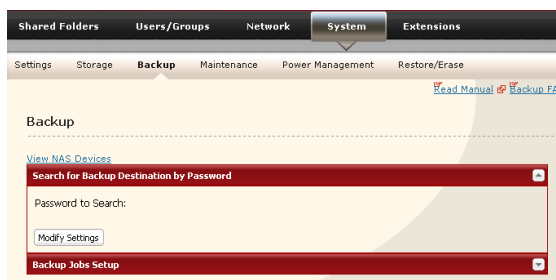 Shared Folders Users/Groups Network System Extensions
Settings Storage Backup Maintenance Power Management Restore/Erase
Read Manual Backup FA
Backup
View NAS Devices
Search for Backup Destination by Password
Password to Search:
Modify Settings
Backup Jobs Setup